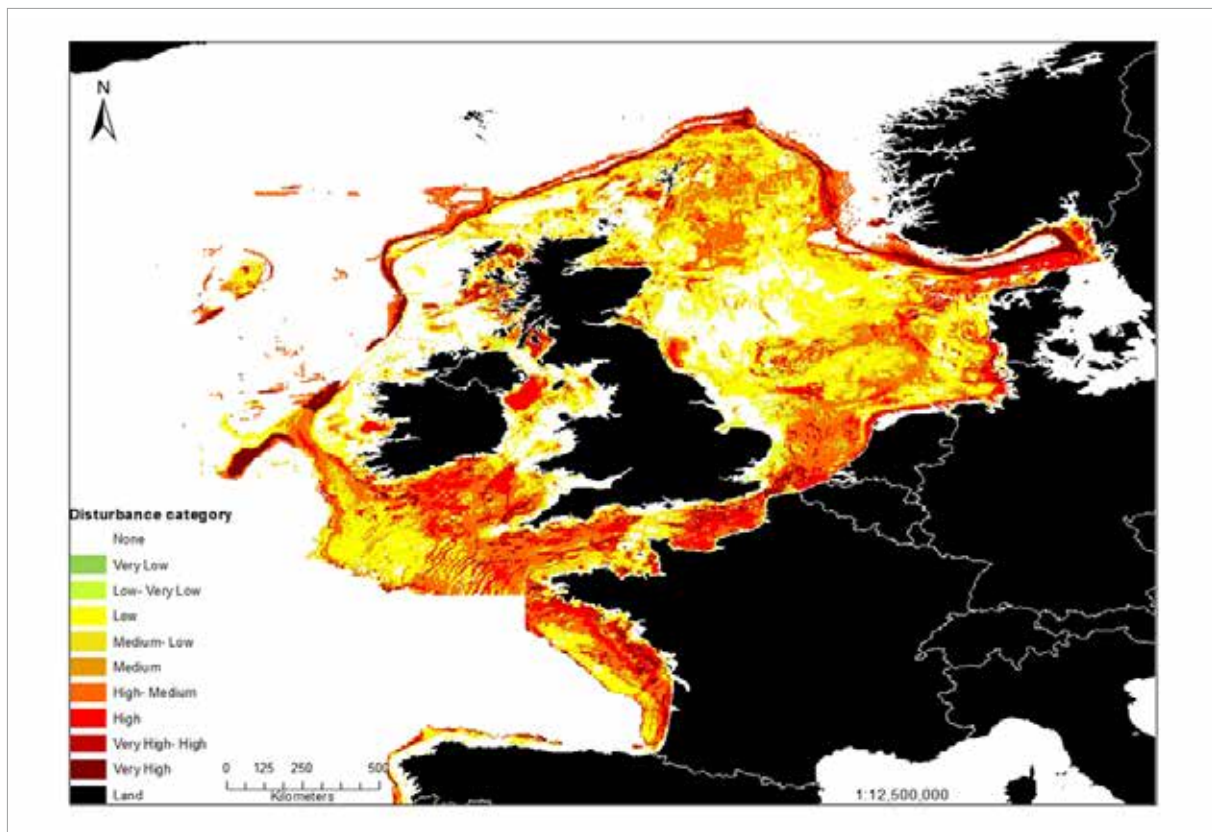 N
Disturbance category
None
Very Low
Low- Very Low
Low
Medium- Low
Medium
High- Medium
High
Very High- High
Very High
Land
0 125 250 500
Kilometers
1:12,500,000